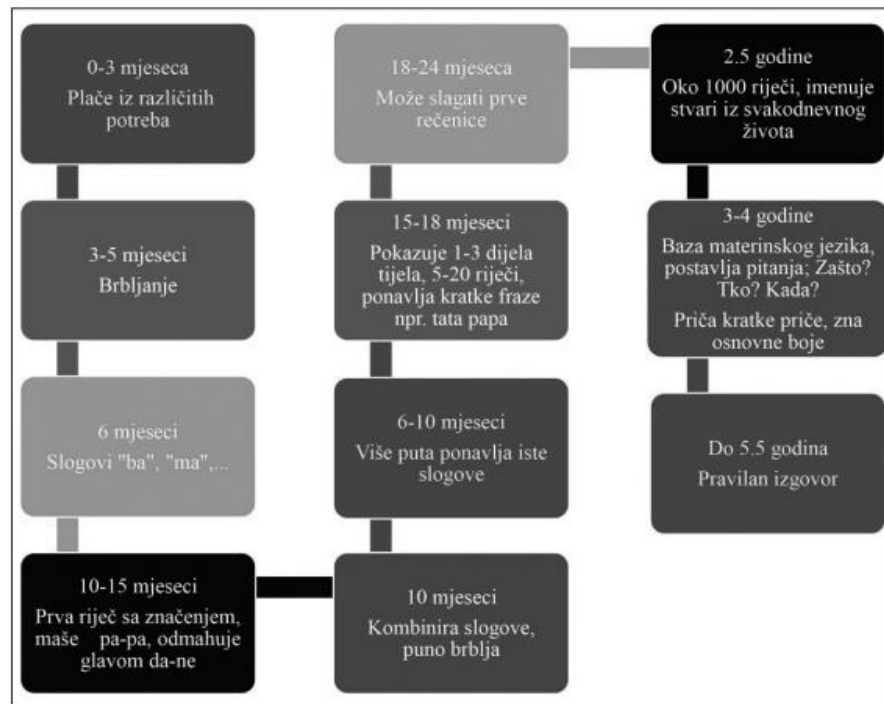 0-3 mjeseca
Plače iz različitih
potreba
3-5 mjeseci
Brbljanje
6 mjeseci
Slogovi "ba", "ma",...
10-15 mjeseci
Prva riječ sa značenjem,
maše pa-pa, odmahuje
glavom da-ne
10 mjeseci
Kombinira slogove,
puno brblja
6-10 mjeseci
Više puta ponavlja iste
slogove
15-18 mjeseci
Pokazuje 1-3 dijela
tijela, 5-20 riječi,
ponavlja kratke fraze
npr. tata papa
18-24 mjeseca
Može slagati prve
rečenice
2.5 godine
Oko 1000 riječi, imenuje
stvari iz svakodnevnog
života
3-4 godine
Baza materinskog jezika,
postavlja pitanja; Zašto?
Tko? Kada?
Priča kratke priče, zna
osnovne boje
Do 5.5 godina
Pravilan izgovor